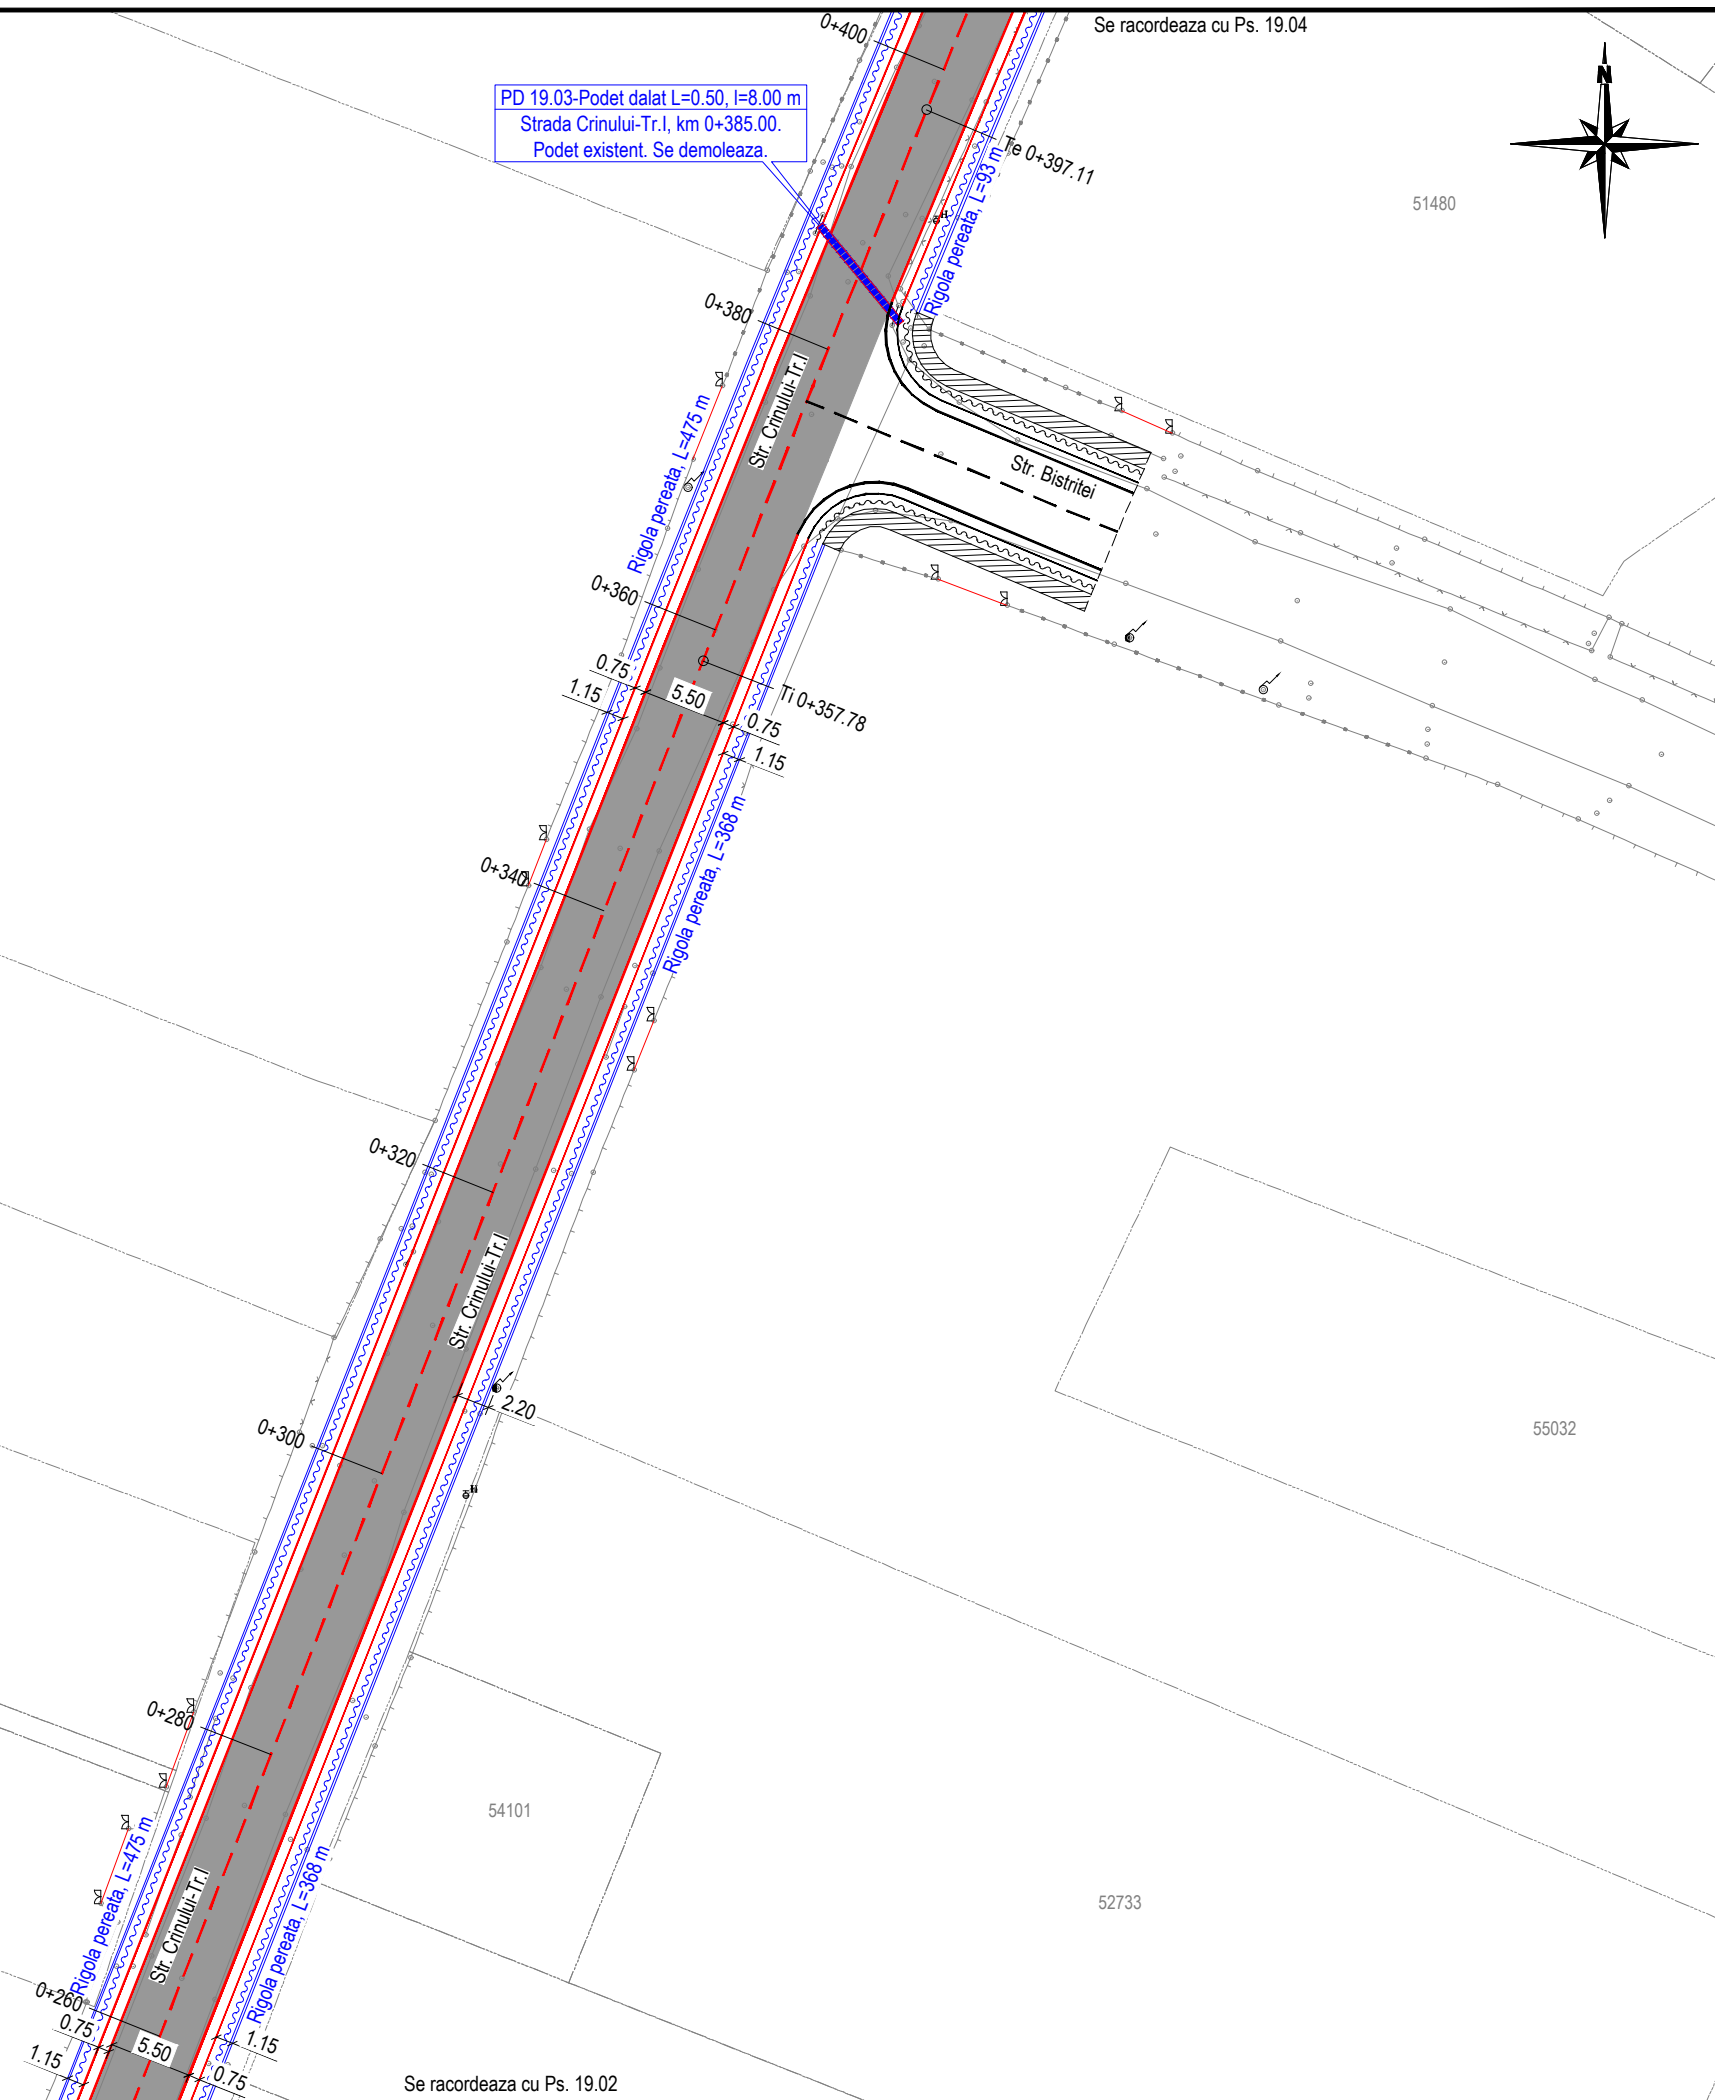 Se racordeaza cu Ps. 19.04
0+400
N
PD 19.03-Podet dalat L=0.50, l=8.00 m
Strada Crinului-Tr.I, km 0+385.00.
Podet existent. Se demoleaza.
Te 0+397.11
51480
Rigola pereata, L=93 m
0+380
Str. Crinului-Tr.I
Rigola pereata, L=475 m
Str. Bistritei
0+360
0.75
1.15
5.50
Ti 0+357.78
0.75
1.15
Rigola pereata, L=368 m
0+340
0+320
Str. Crinului-Tr.I
2.20
0+300
55032
H
0+280
54101
Rigola pereata, L=475 m
Str. Crinului-Tr.I
Rigola pereata, L=368 m
52733
0+260
0.75
1.15
5.50
1.15
0.75
Se racordeaza cu Ps. 19.02